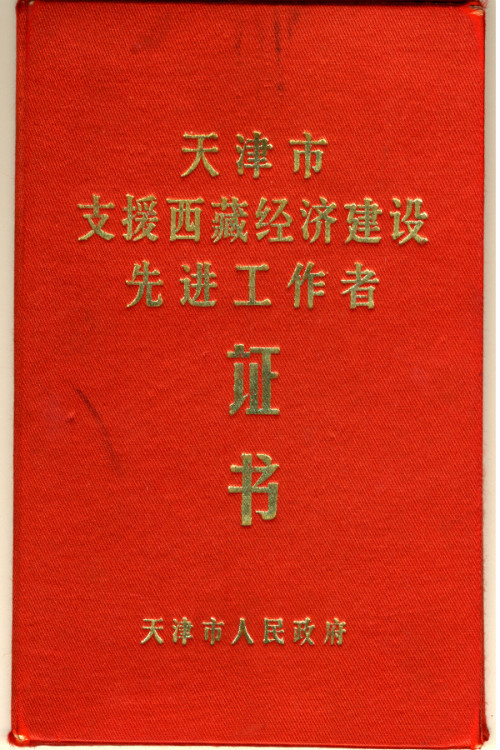 天津市
支援西藏经济建设
先进工作者
证
书
天津市人民政府